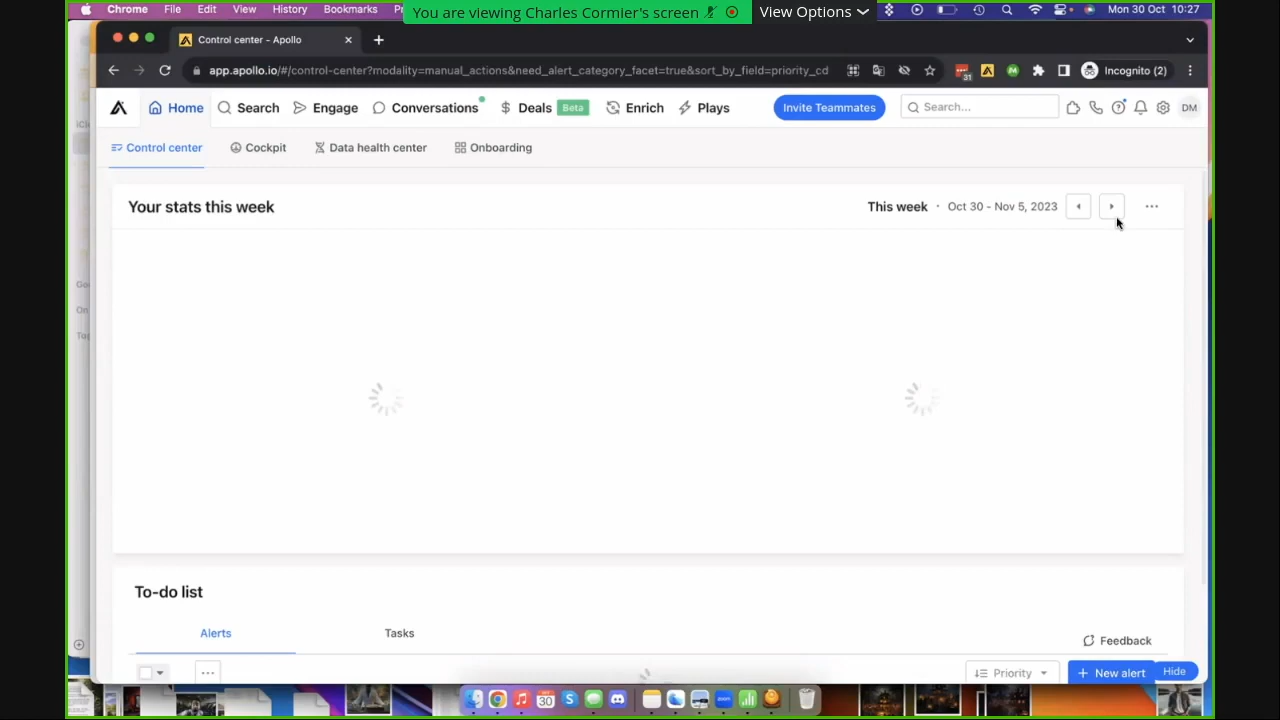 Chrome File Edit View History Bookmarks
You are viewing Charles Cormier's screen
View Options
Mon 30 Oct 10:27
Control center - Apollo
app.apollo.io/#/control-center?modality=manual_actions&need_alert_category_facet=true&sort_by_field=priority_cd
31
Incognito (2)
Home Search Engage Conversations Deals Beta Enrich Plays Invite Teammates Search... DM
Control center Cockpit Data health center Onboarding
Your stats this week
This week · Oct 30 - Nov 5, 2023
To-do list
Alerts Tasks
Feedback
Priority
+ New alert
Hide
30
zoom